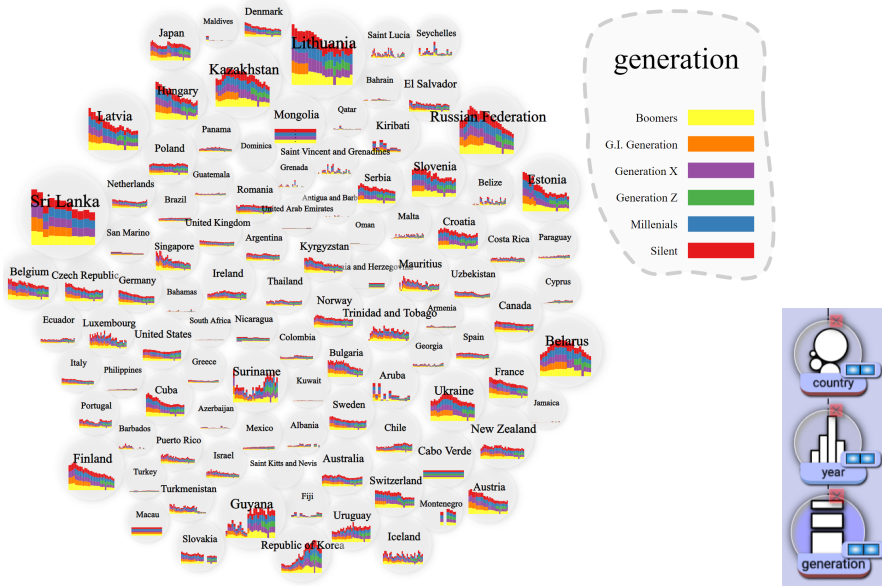 Denmark
Maldives
Japan
Lithuania
Saint Lucia
Seychelles
Kazakhstan
Bahrain
El Salvador
Hungary
Latvia
Mongolia
Qatar
Kiribati
Russian Federation
Panama
Dominica
Saint Vincent and Grenadines
Poland
Guatemala
Grenada
Serbia
Slovenia
Belize
Estonia
Netherlands
Romania
Sri Lanka
Brazil
Antigua and Barb
United Arab Emirates
Oman
Malta
Croatia
San Marino
United Kingdom
Singapore
Argentina
Kyrgyzstan
Costa Rica
Paraguay
Belgium
Czech Republic
Germany
Ireland
Thailand
a and Herzegovina
Mauritius
Uzbekistan
Cyprus
Bahamas
Norway
Trinidad and Tobago
Armenia
Canada
Ecuador
Luxembourg
South Africa
Nicaragua
United States
Colombia
Georgia
Spain
Belarus
Italy
Philippines
Greece
Suriname
Bulgaria
Kuwait
Aruba
Ukraine
France
Jamaica
Cuba
Portugal
Azerbaijan
Sweden
Barbados
Puerto Rico
Mexico
Albania
Chile
New Zealand
Finland
Turkey
Israel
Saint Kitts and Nevis
Australia
Cabo Verde
Switzerland
Turkmenistan
Macau
Guyana
Fiji
Uruguay
Montenegro
Austria
Slovakia
Republic of Korea
Iceland
generation
Boomers
G.I. Generation
Generation X
Generation Z
Millenials
Silent
country
year
generation